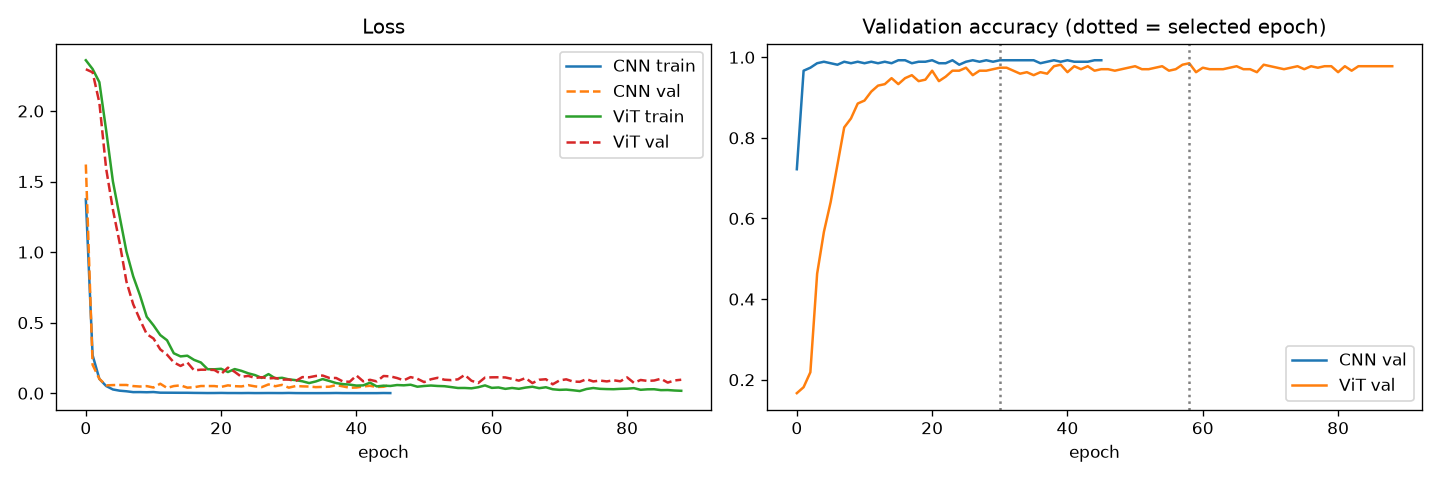 Loss
2.0
1.5
1.0
0.5
0.0
0
20
40
60
80
epoch
CNN train
CNN val
ViT train
ViT val
Validation accuracy (dotted = selected epoch)
1.0
0.8
0.6
0.4
0.2
0
20
40
60
80
epoch
CNN val
ViT val